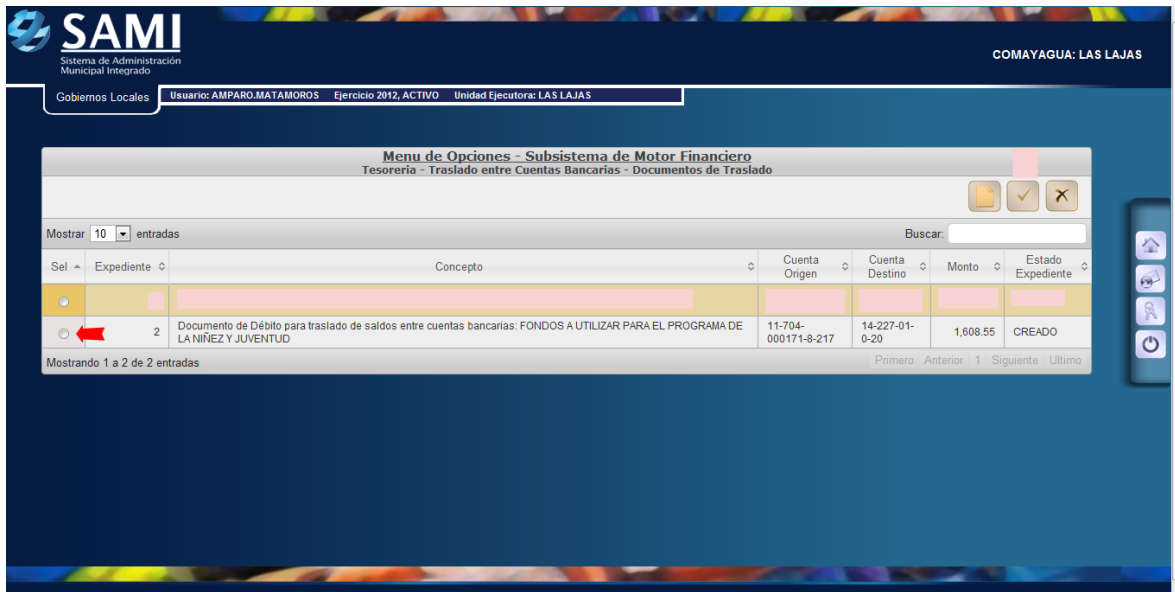 SAMI
Sistema de Administración
Municipal Integrado
COMAYAGUA: LAS LAJAS
Gobiernos Locales
Usuario: AMPARO.MATAMOROS Ejercicio 2012, ACTIVO Unidad Ejecutora: LAS LAJAS
Menu de Opciones - Subsistema de Motor Financiero
Tesoreria - Traslado entre Cuentas Bancarias - Documentos de Traslado
Mostrar 10 entradas Buscar:
Sel Expediente Concepto Cuenta Origen Cuenta Destino Monto Estado Expediente
2 Documento de Débito para traslado de saldos entre cuentas bancarias: FONDOS A UTILIZAR PARA EL PROGRAMA DE LA NIÑEZ Y JUVENTUD 11-704-000171-8-217 14-227-01-0-20 1,608.55 CREADO
Mostrando 1 a 2 de 2 entradas Primero Anterior 1 Siguiente Ultimo